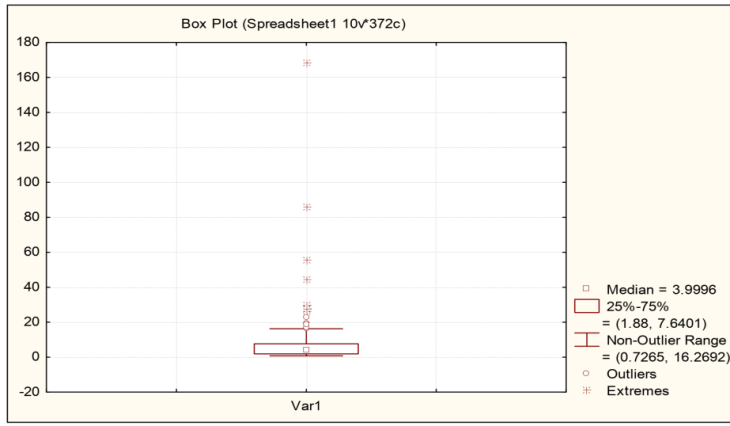 Box Plot (Spreadsheet1 10v*372c)
180
160
140
120
100
80
60
40
20
0
-20
Var1
Median = 3.9996
25%-75%
= (1.88, 7.6401)
Non-Outlier Range
= (0.7265, 16.2692)
Outliers
Extremes